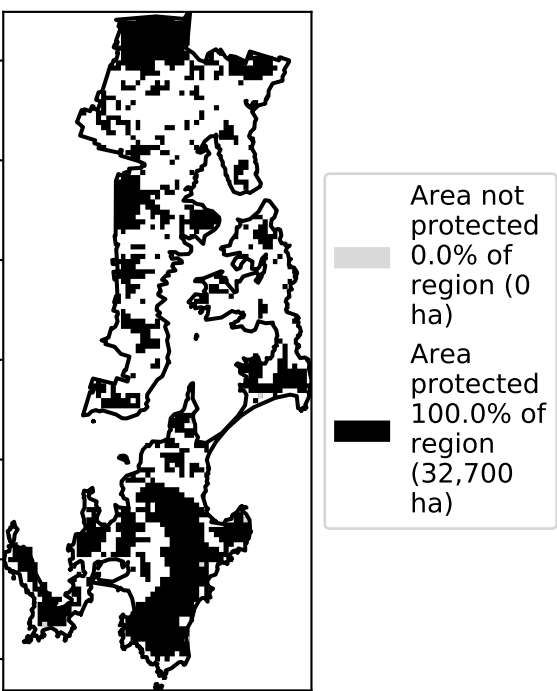 Area not
protected
0.0% of
region (0
ha)
Area
protected
100.0% of
region
(32,700
ha)